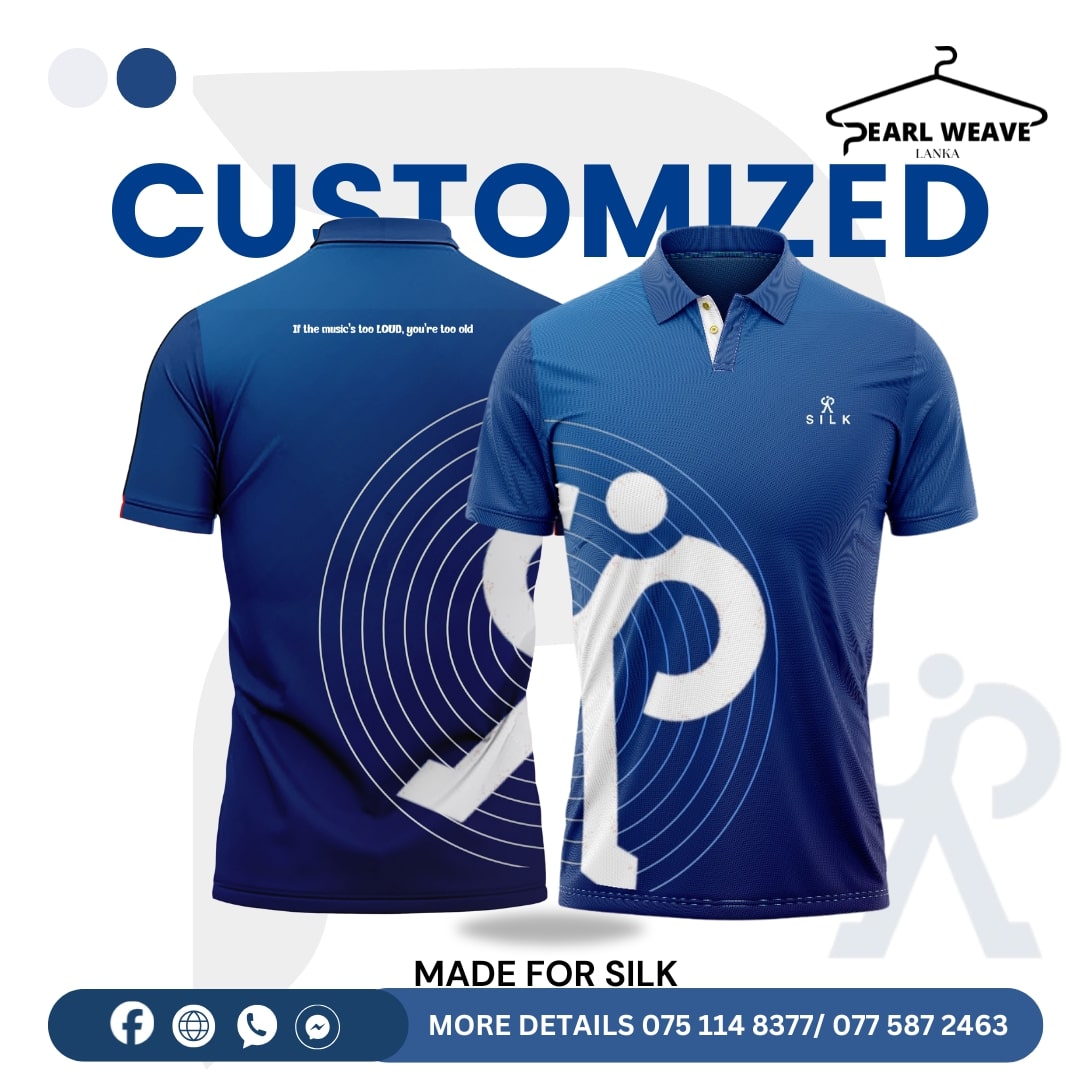 PEARL WEAVE
LANKA
CUSTOMIZED
If the music's too LOUD, you're too old
SILK
MADE FOR SILK
MORE DETAILS 075 114 8377/ 077 587 2463